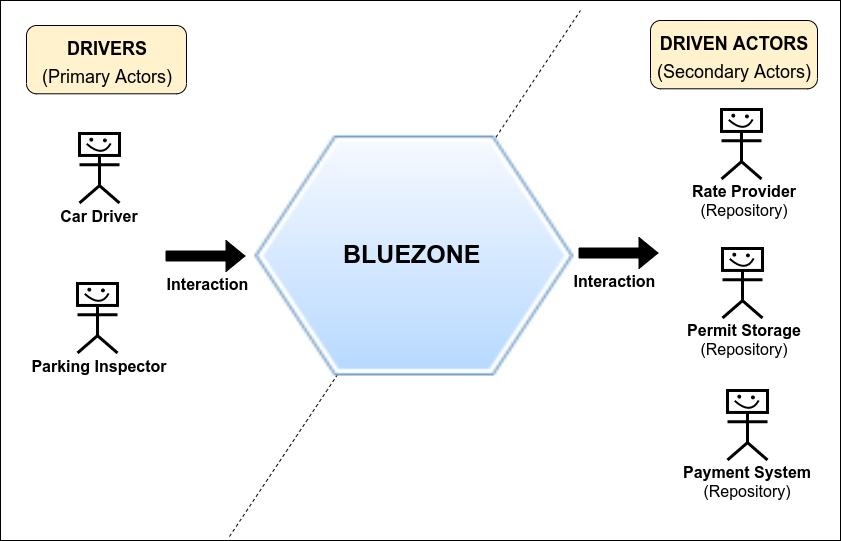 DRIVERS
(Primary Actors)
Car Driver
Parking Inspector
Interaction
BLUEZONE
Interaction
DRIVEN ACTORS
(Secondary Actors)
Rate Provider
(Repository)
Permit Storage
(Repository)
Payment System
(Repository)